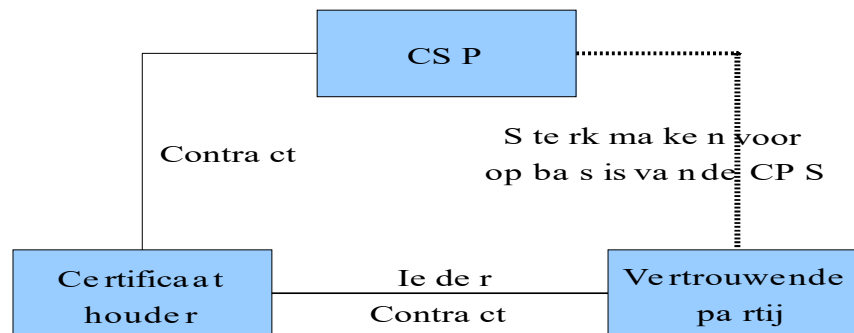 CSP
Contract
Sterk maken voor
op basis van de CPS
Certificaat
houder
Ieder
Contract
Vertrouwende
partij